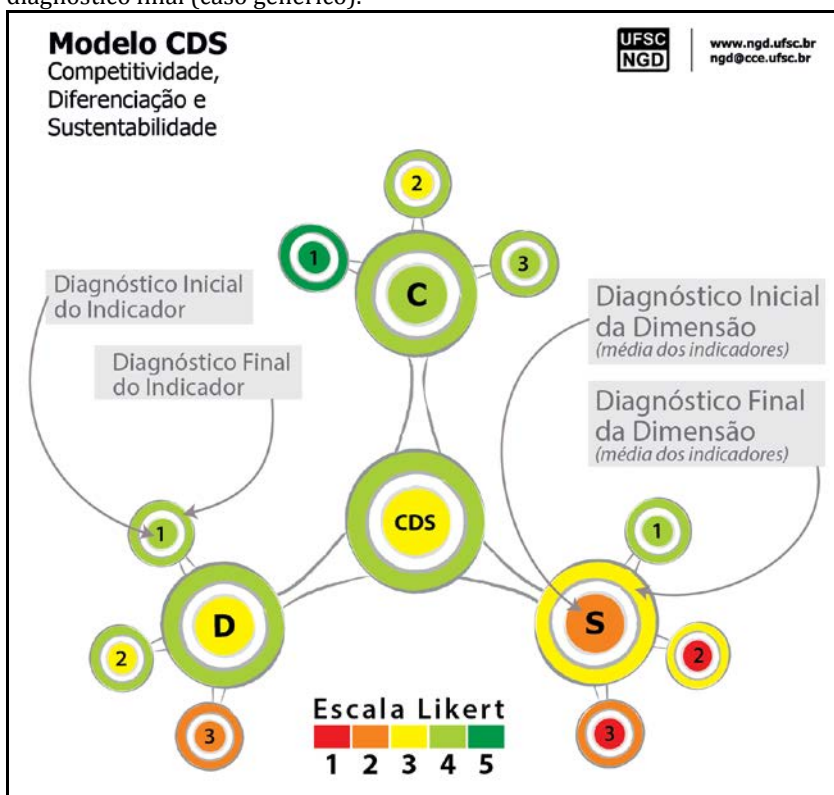 diagnóstico final (caso genérico).
Modelo CDS
Competitividade,
Diferenciação e
Sustentabilidade
UFSC
NGD
www.ngd.ufsc.br
ngd@cce.ufsc.br
2
1
3
C
Diagnóstico Inicial
do Indicador
Diagnóstico Final
do Indicador
Diagnóstico Inicial
da Dimensão
(média dos indicadores)
Diagnóstico Final
da Dimensão
(média dos indicadores)
CDS
1
D
2
3
1
S
2
3
Escala Likert
1 2 3 4 5